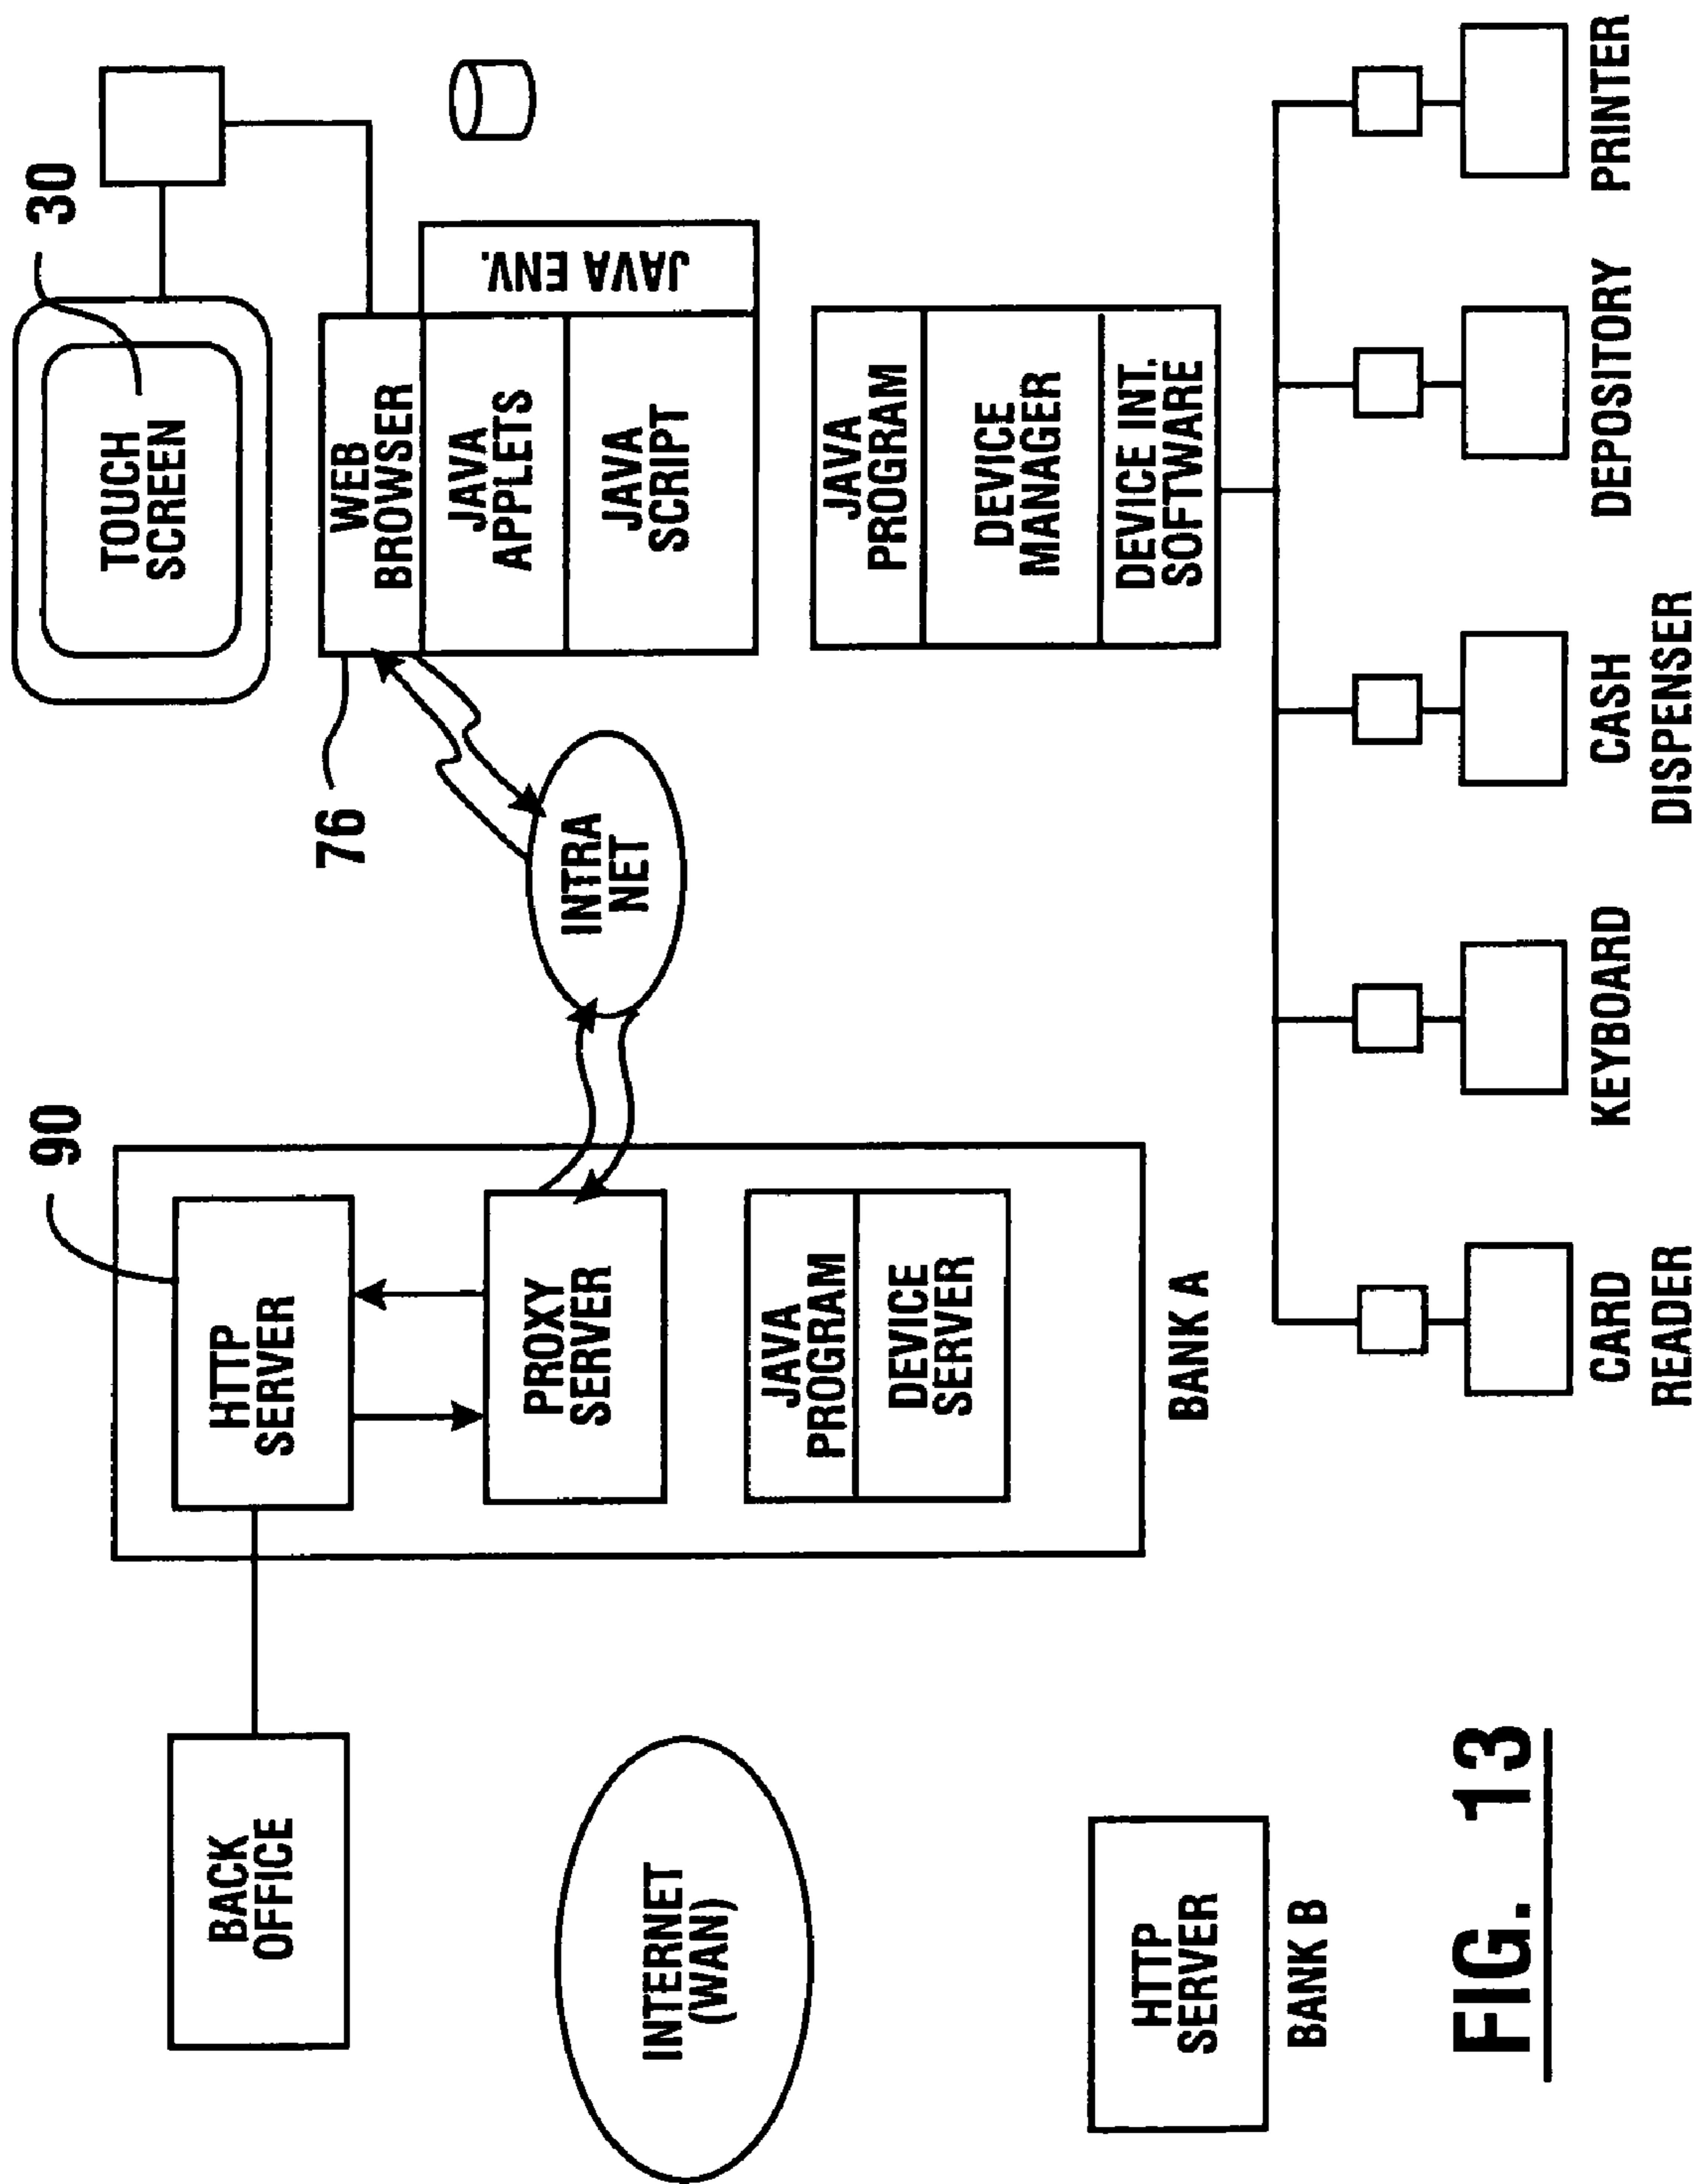 30
TOUCH
SCREEN
90
HTTP
SERVER
BACK
OFFICE
76
WEB
BROWSER
JAVA
APPLETS
JAVA
SCRIPT
JAVA ENV.
INTRA
NET
PROXY
SERVER
INTERNET
(WAN)
JAVA
PROGRAM
DEVICE
SERVER
BANK A
JAVA
PROGRAM
DEVICE
MANAGER
DEVICE INT.
SOFTWARE
HTTP
SERVER
BANK B
CARD
READER
KEYBOARD
CASH
DISPENSER
DEPOSITORY
PRINTER
FIG. 13